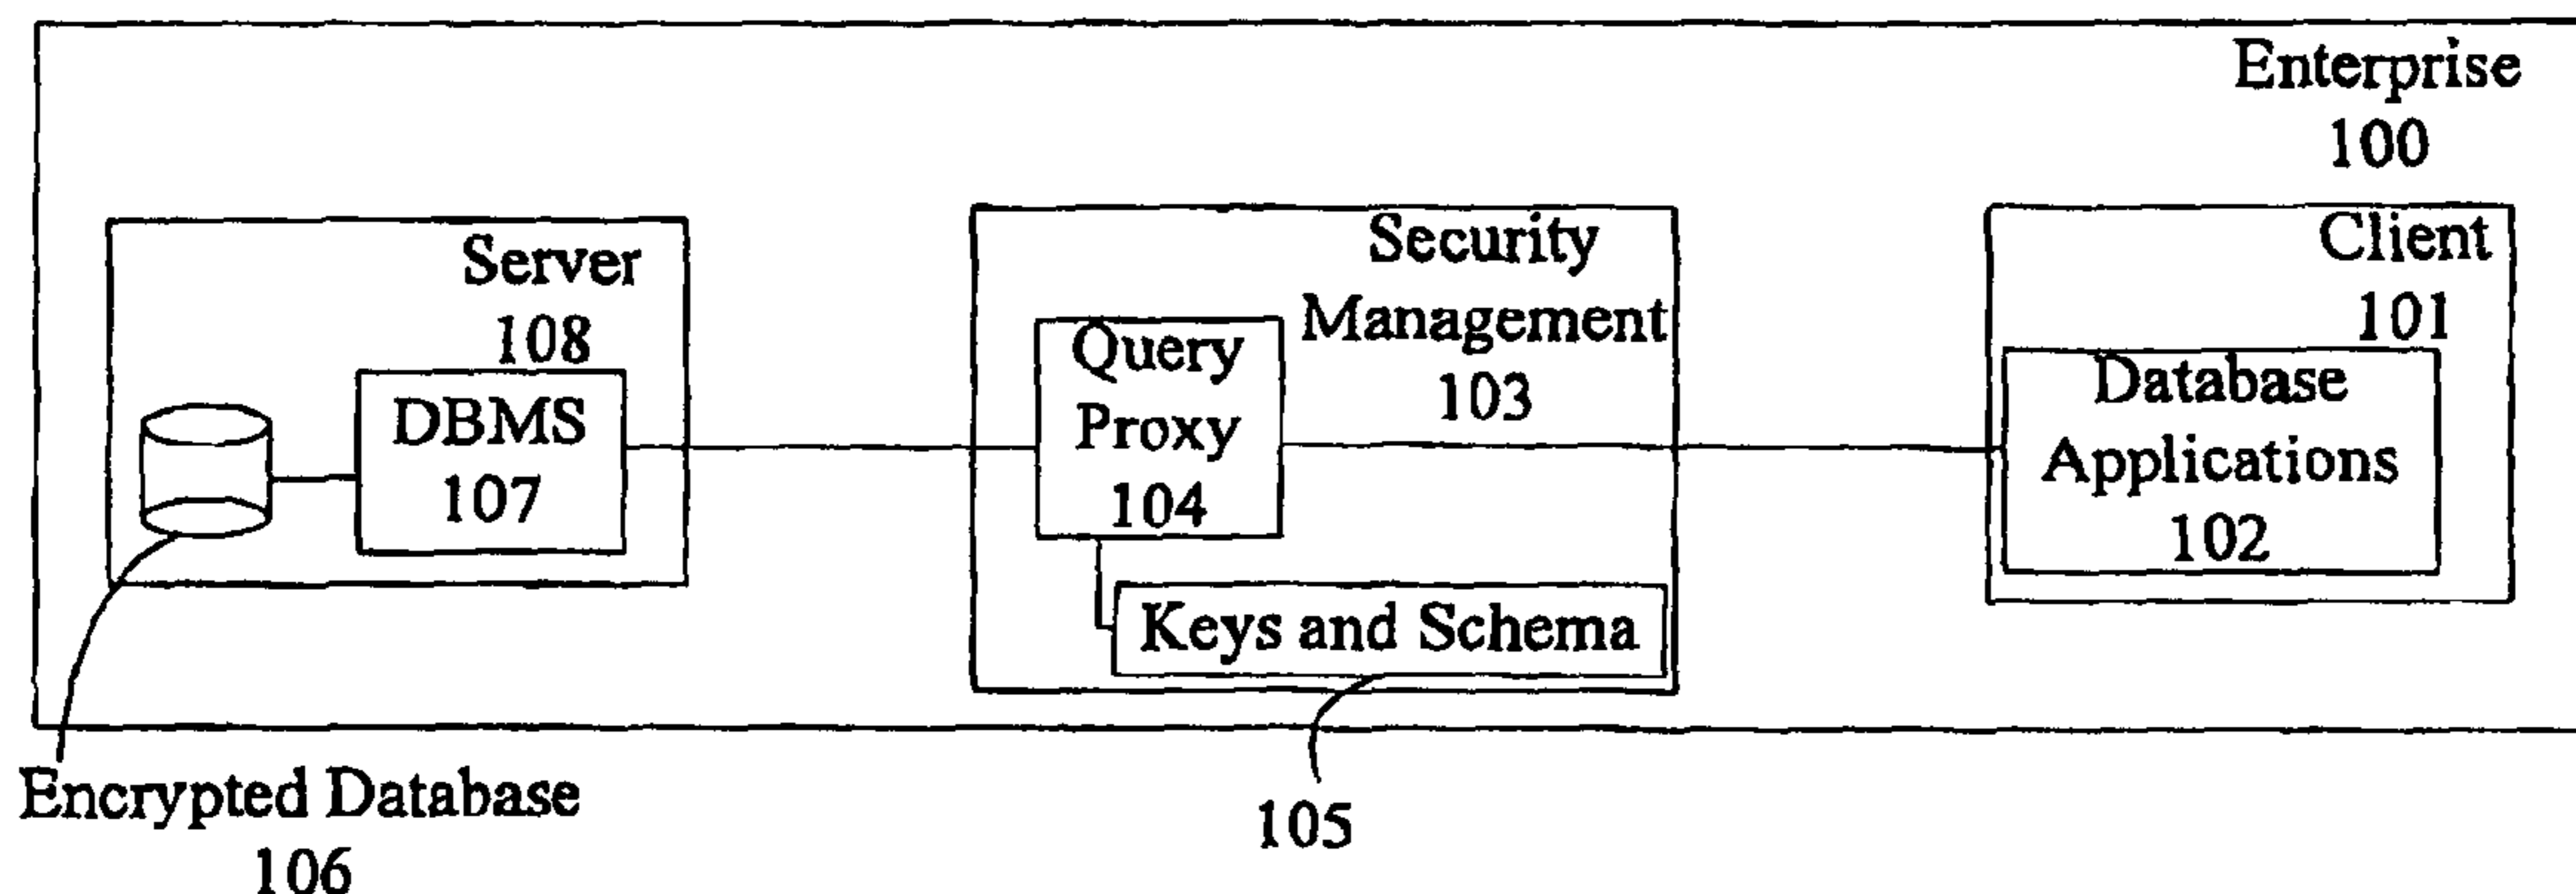 Enterprise
100
Server
108
DBMS
107
Security
Management
103
Query
Proxy
104
Keys and Schema
Client
101
Database
Applications
102
Encrypted Database
106
105